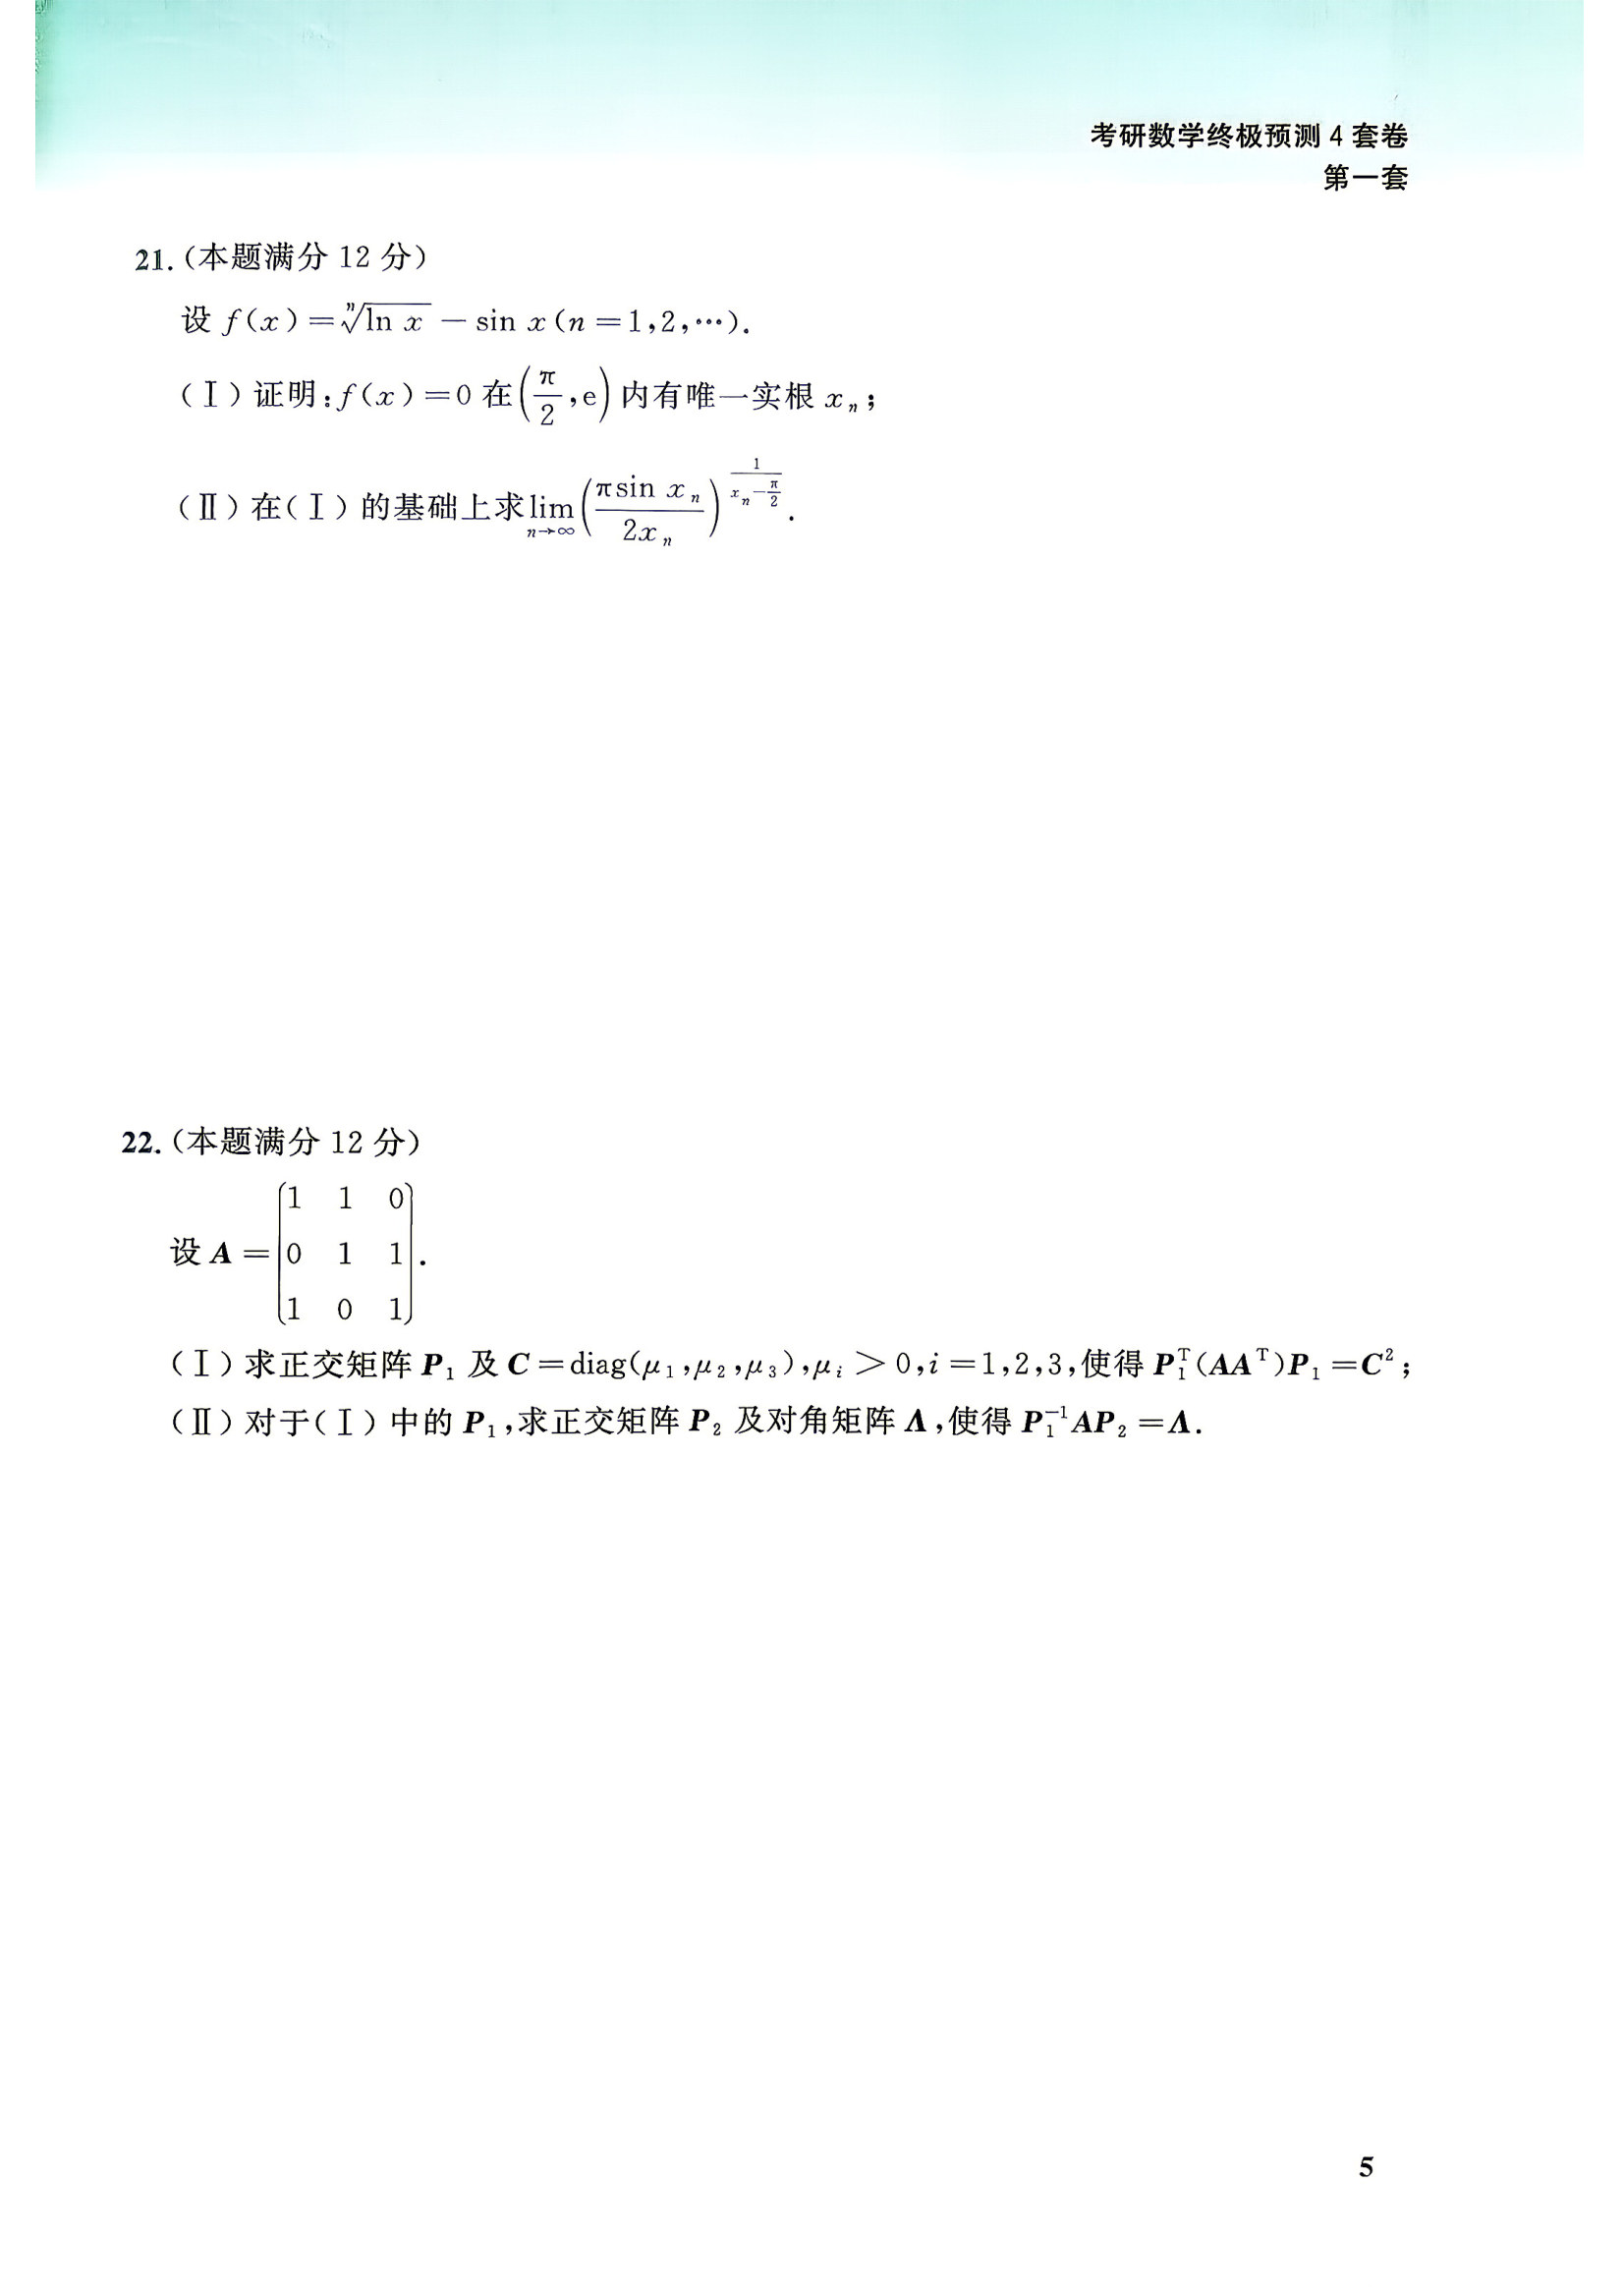 考研数学终极预测 4 套卷
第一套
21.(本题满分 12 分)
设 f(x)=ⁿ√(ln x) − sin x (n=1,2,⋯).
(Ⅰ)证明:f(x)=0 在(π/2,e)内有唯一实根 xₙ;
(Ⅱ)在(Ⅰ)的基础上求 lim_{n→∞} (π sin xₙ / 2xₙ)^{1/(xₙ−π/2)}.
22.(本题满分 12 分)
1 1 0
设 A = 0 1 1 .
1 0 1
(Ⅰ)求正交矩阵 P₁ 及 C=diag(μ₁,μ₂,μ₃),μᵢ>0,i=1,2,3,使得 P₁ᵀ(AAᵀ)P₁=C²;
(Ⅱ)对于(Ⅰ)中的 P₁,求正交矩阵 P₂ 及对角矩阵 Λ,使得 P₁⁻¹AP₂=Λ.
5